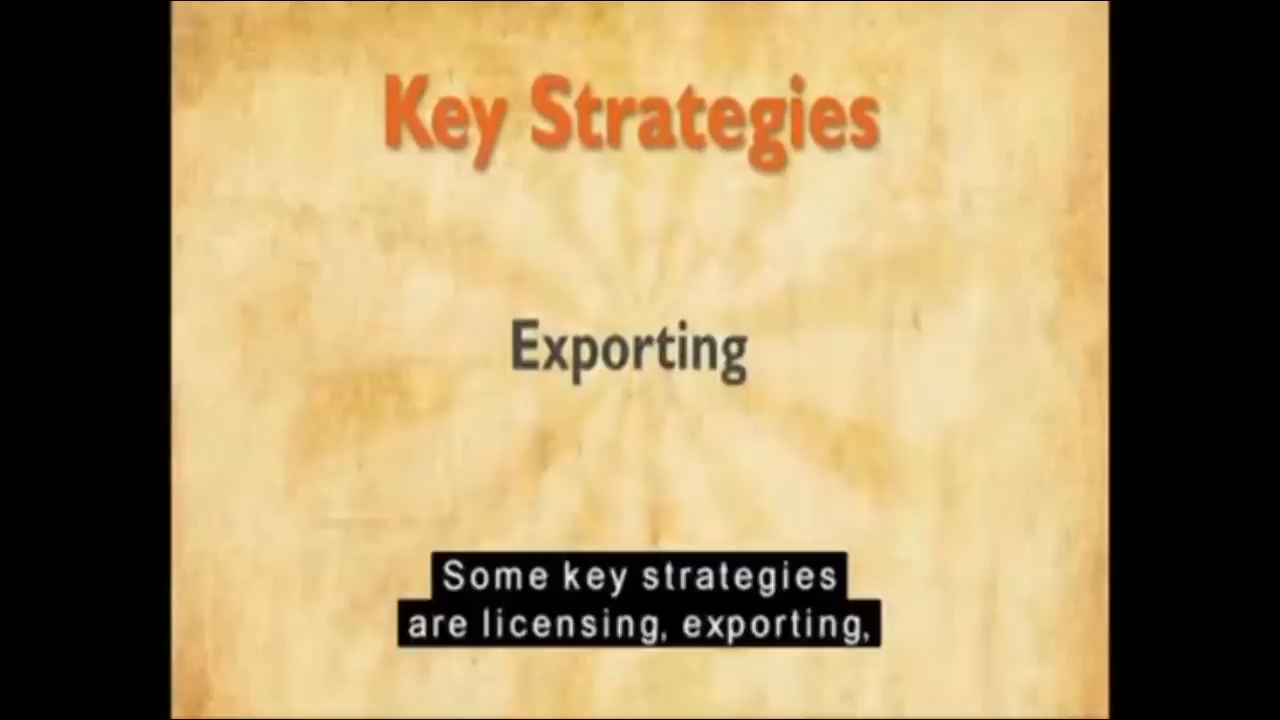 Key Strategies
Exporting
Some key strategies
are licensing, exporting,